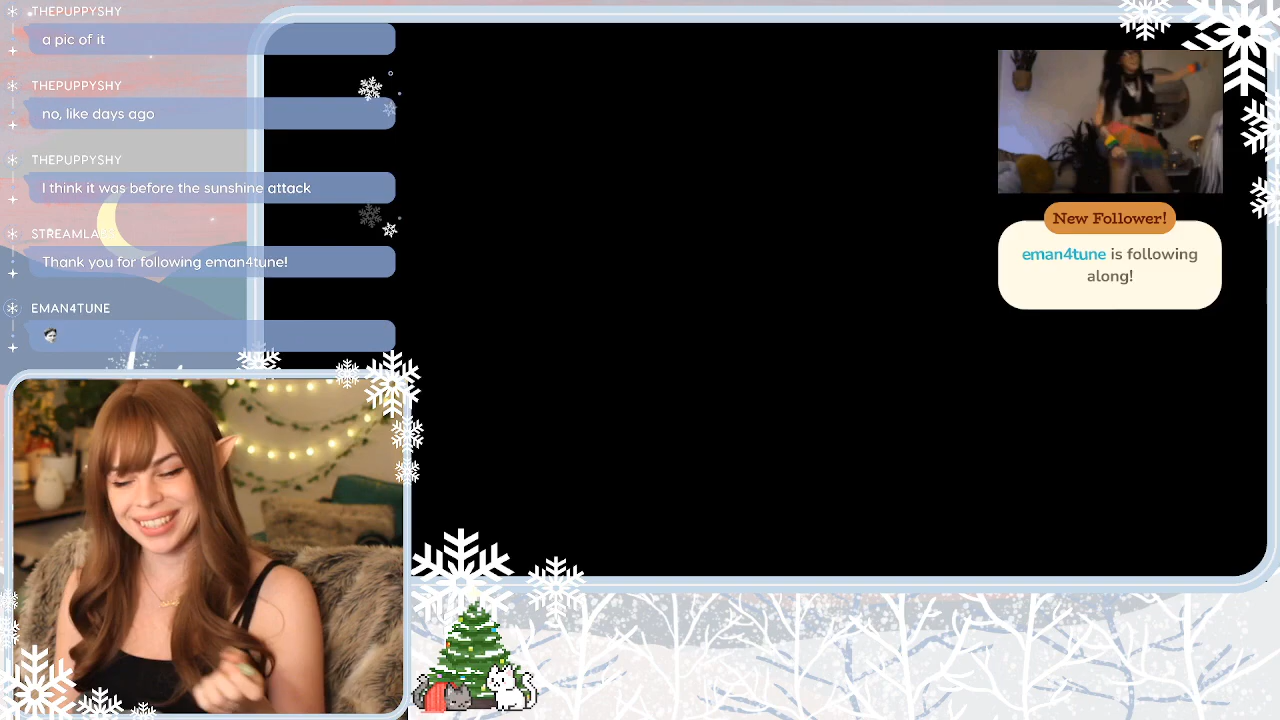 THEPUPPYSHY
a pic of it
THEPUPPYSHY
no, like days ago
THEPUPPYSHY
I think it was before the sunshine attack
STREAMLABS
Thank you for following eman4tune!
EMAN4TUNE
New Follower!
eman4tune is following
along!